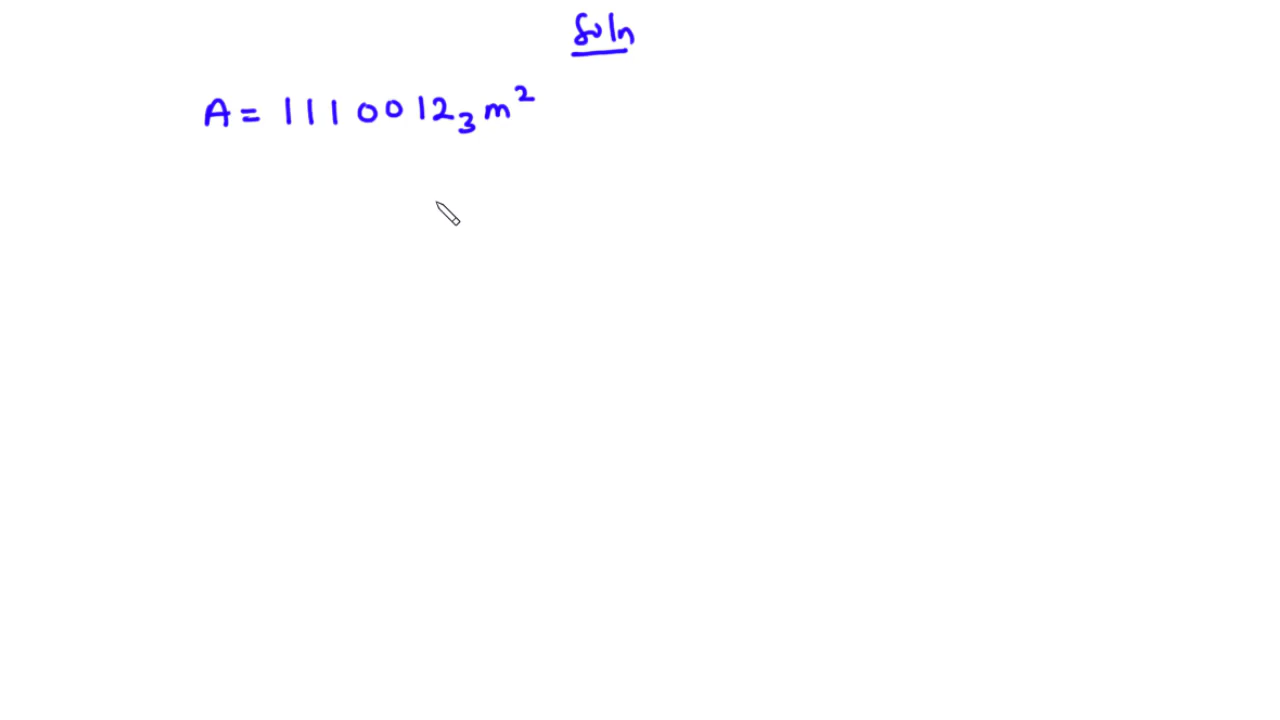 Soln
A = 1110012₃ m²